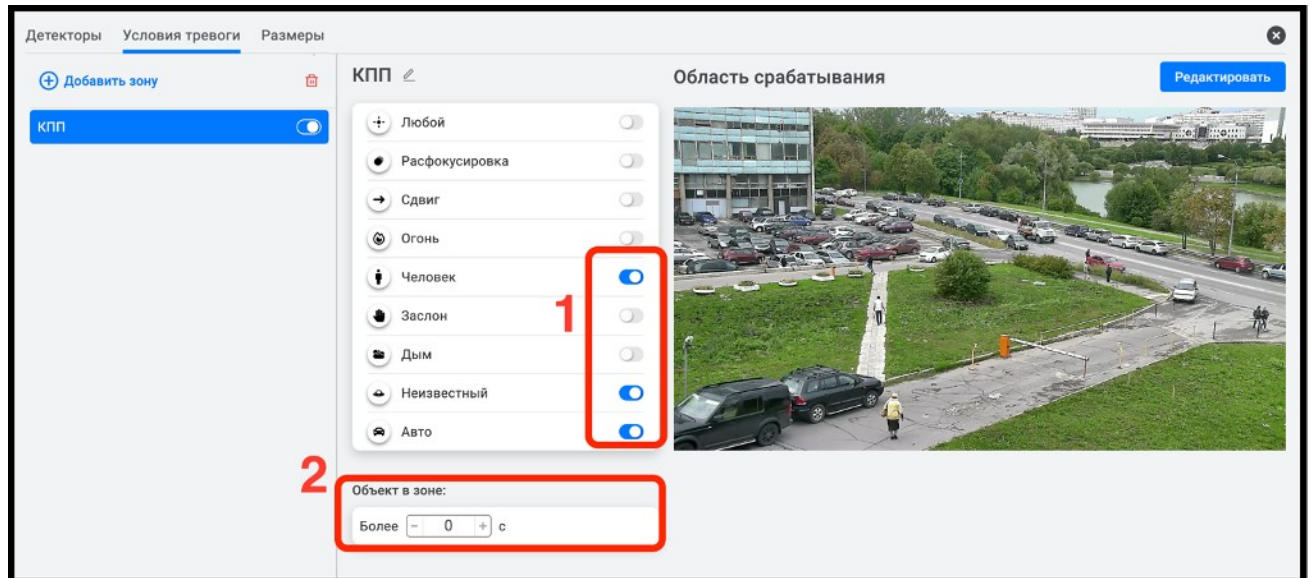 Детекторы Условия тревоги Размеры
Добавить зону
КПП
КПП
Любой
Расфокусировка
Сдвиг
Огонь
Человек
Заслон
Дым
Неизвестный
Авто
1
2
Объект в зоне:
Более - 0 + с
Область срабатывания
Редактировать